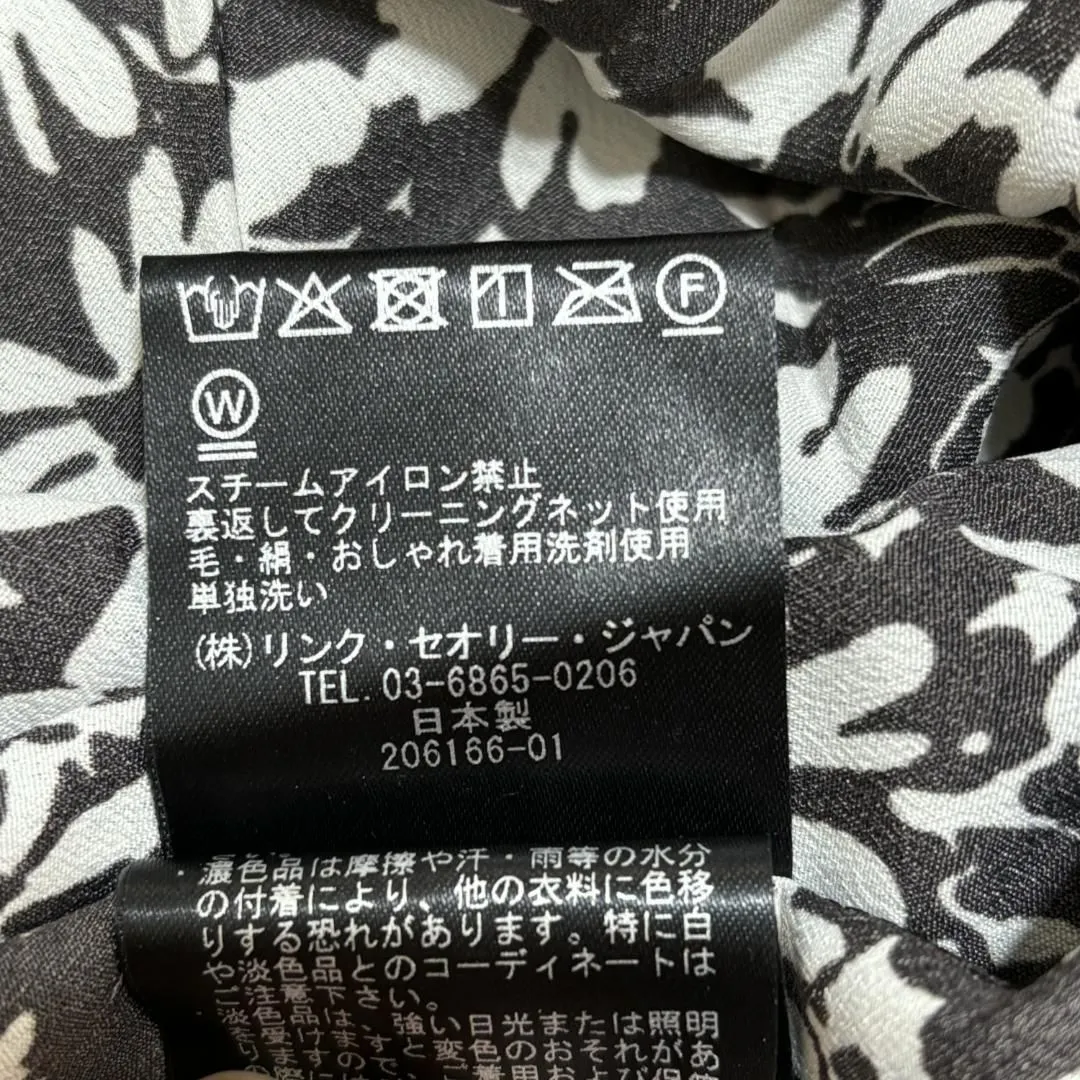 F
W
スチームアイロン禁止
裏返してクリーニングネット使用
毛・絹・おしゃれ着用洗剤使用
単独洗い
(株)リンク・セオリー・ジャパン
TEL.03-6865-0206
日本製
206166-01
・濃色品は摩擦や汗・雨等の水分
の付着により、他の衣料に色移
りする恐れがあります。特に白
や淡色品とのコーディネートは
ご注意下さい。